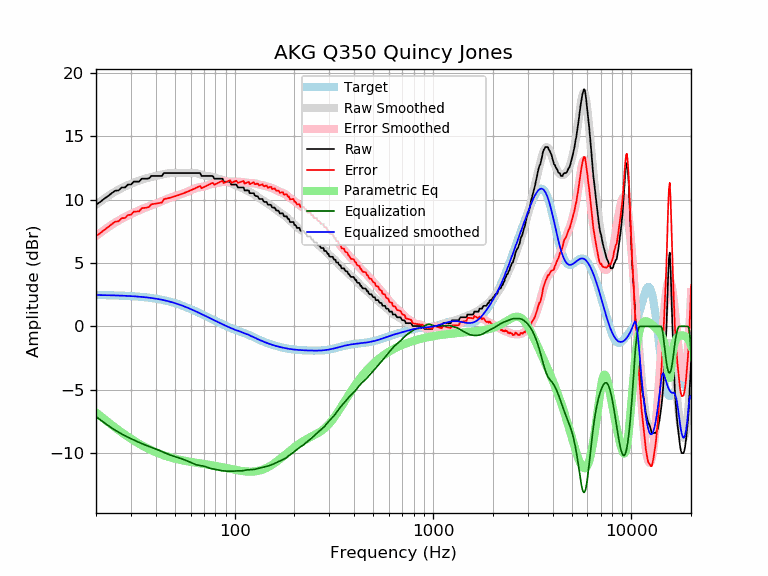 AKG Q350 Quincy Jones
20
15
10
5
0
−5
−10
Amplitude (dBr)
Target
Raw Smoothed
Error Smoothed
Raw
Error
Parametric Eq
Equalization
Equalized smoothed
100
1000
10000
Frequency (Hz)